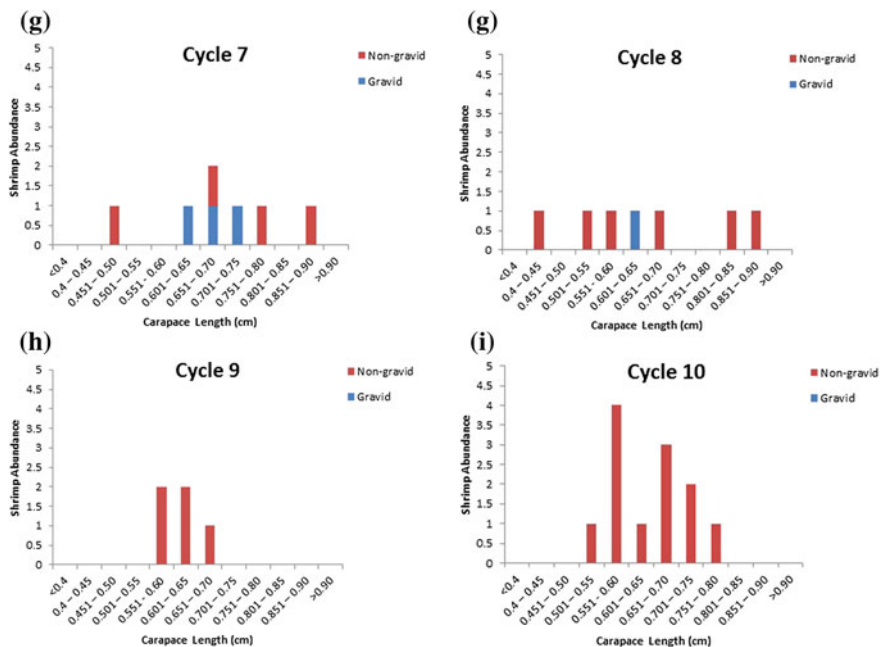 (g)
Cycle 7
Non-gravid
Gravid
Shrimp Abundance
5
4.5
4
3.5
3
2.5
2
1.5
1
0.5
0
<0.4
0.4 – 0.45
0.451 – 0.50
0.501 – 0.55
0.551 - 0.60
0.601 – 0.65
0.651 – 0.70
0.701 – 0.75
0.751 – 0.80
0.801 – 0.85
0.851 – 0.90
>0.90
Carapace Length (cm)
(g)
Cycle 8
Non-gravid
Gravid
Shrimp Abundance
5
4.5
4
3.5
3
2.5
2
1.5
1
0.5
0
<0.4
0.4 – 0.45
0.451 – 0.50
0.501 – 0.55
0.551 - 0.60
0.601 – 0.65
0.651 – 0.70
0.701 – 0.75
0.751 – 0.80
0.801 – 0.85
0.851 – 0.90
>0.90
Carapace Length (cm)
(h)
Cycle 9
Non-gravid
Gravid
Shrimp Abundance
5
4.5
4
3.5
3
2.5
2
1.5
1
0.5
0
<0.4
0.4 – 0.45
0.451 – 0.50
0.501 – 0.55
0.551 - 0.60
0.601 – 0.65
0.651 – 0.70
0.701 – 0.75
0.751 – 0.80
0.801 – 0.85
0.851 – 0.90
>0.90
Carapace Length (cm)
(i)
Cycle 10
Non-gravid
Gravid
Shrimp Abundance
5
4.5
4
3.5
3
2.5
2
1.5
1
0.5
0
<0.4
0.4 – 0.45
0.451 – 0.50
0.501 – 0.55
0.551 - 0.60
0.601 – 0.65
0.651 – 0.70
0.701 – 0.75
0.751 – 0.80
0.801 – 0.85
0.851 – 0.90
>0.90
Carapace Length (cm)